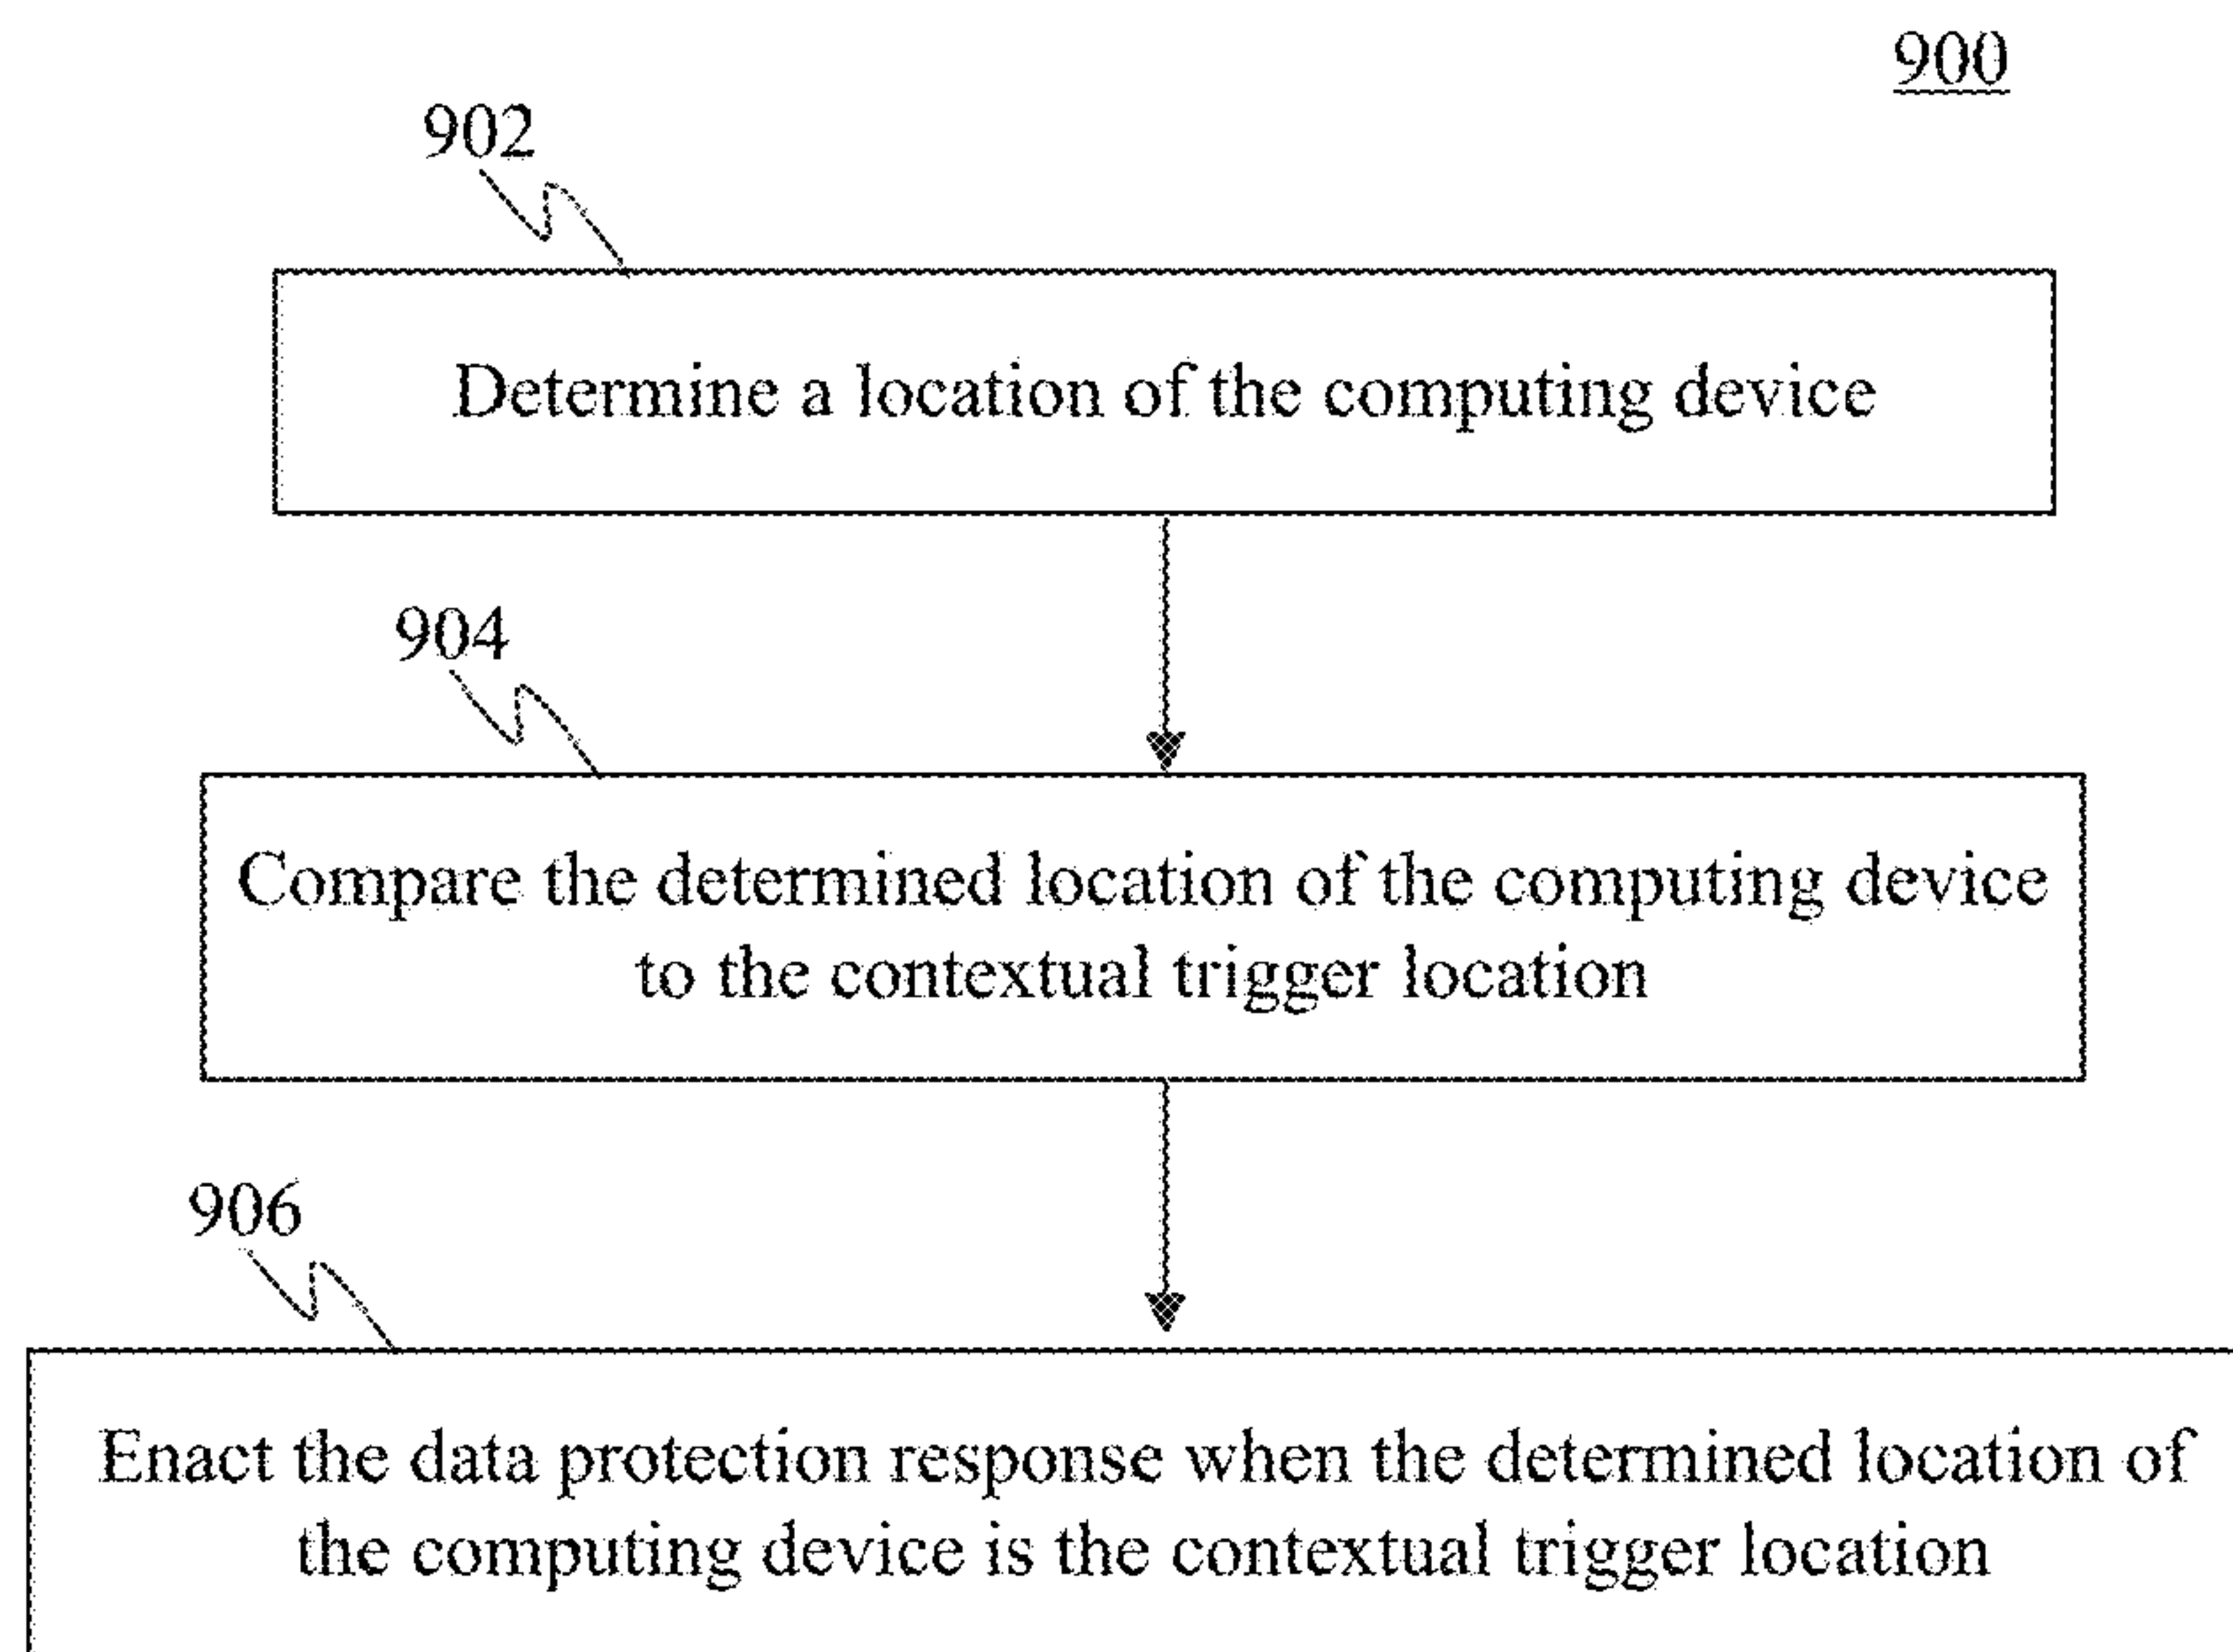 900
902
Determine a location of the computing device
904
Compare the determined location of the computing device
to the contextual trigger location
906
Enact the data protection response when the determined location of
the computing device is the contextual trigger location